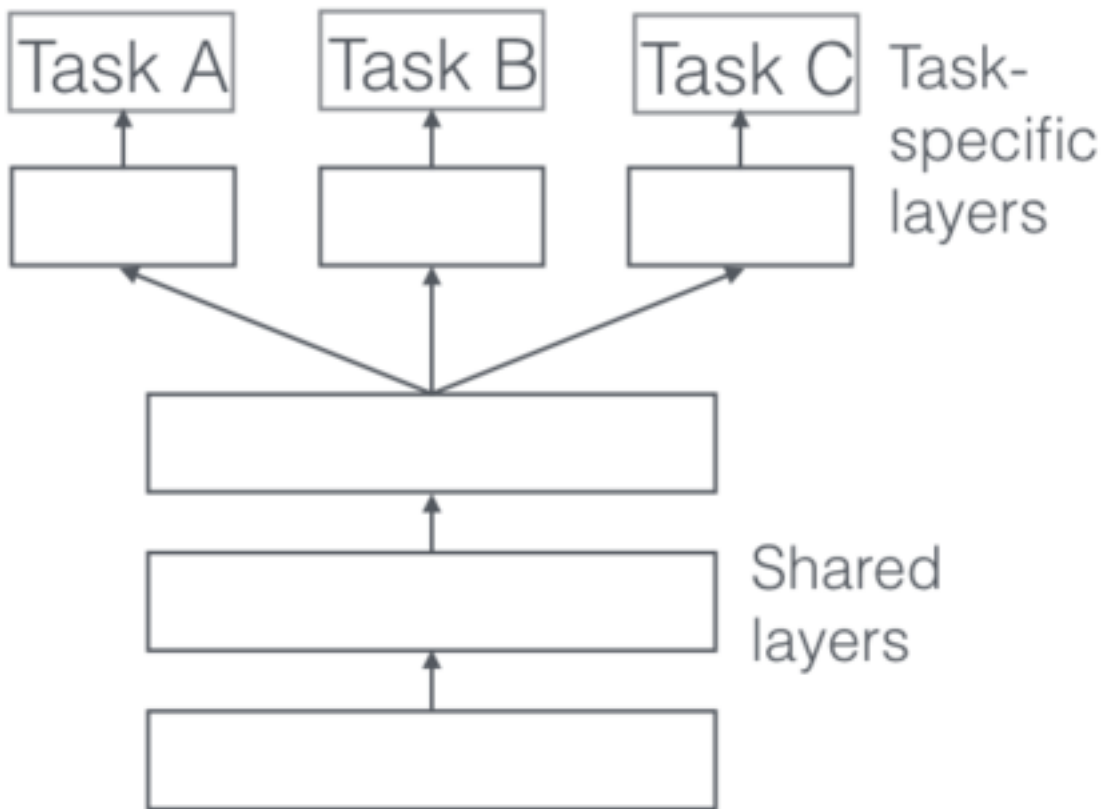 Task A
Task B
Task C
Task-
specific
layers
Shared
layers